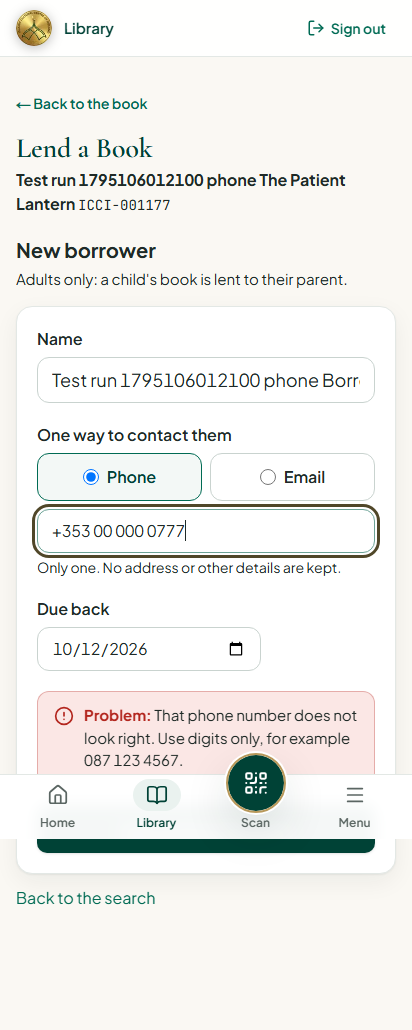 Library
Sign out
← Back to the book
Lend a Book
Test run 1795106012100 phone The Patient
Lantern ICCI-001177
New borrower
Adults only: a child's book is lent to their parent.
Name
Test run 1795106012100 phone Borr
One way to contact them
Phone
Email
+353 00 000 0777
Only one. No address or other details are kept.
Due back
10/12/2026
Problem: That phone number does not
look right. Use digits only, for example
087 123 4567.
Home
Library
Scan
Menu
Back to the search